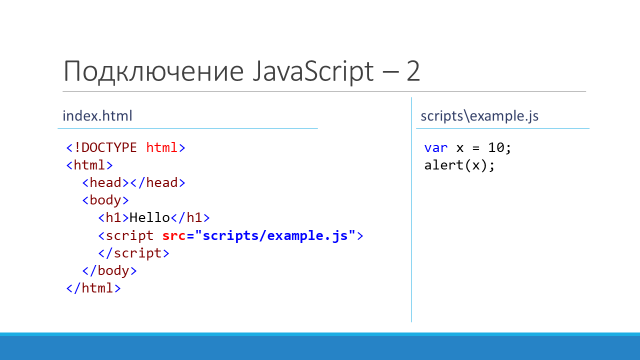 Подключение JavaScript – 2
index.html
<!DOCTYPE html>
<html>
  <head></head>
  <body>
    <h1>Hello</h1>
    <script src="scripts/example.js">
    </script>
  </body>
</html>
scripts\example.js
var x = 10;
alert(x);